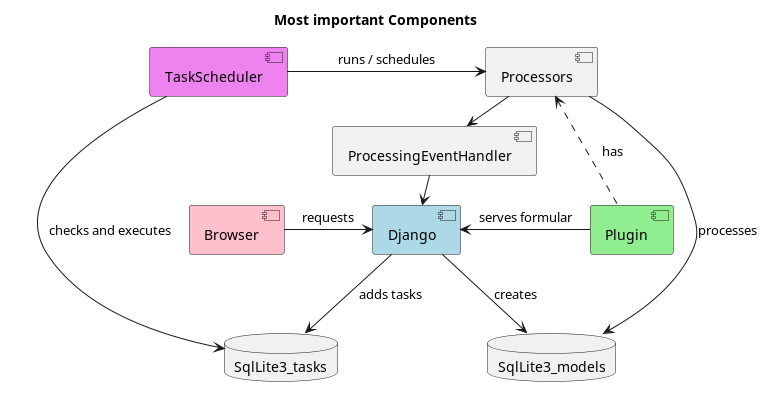 Most important Components
TaskScheduler
runs / schedules
Processors
ProcessingEventHandler
has
Browser
requests
Django
serves formular
Plugin
checks and executes
processes
adds tasks
creates
SqlLite3_tasks
SqlLite3_models